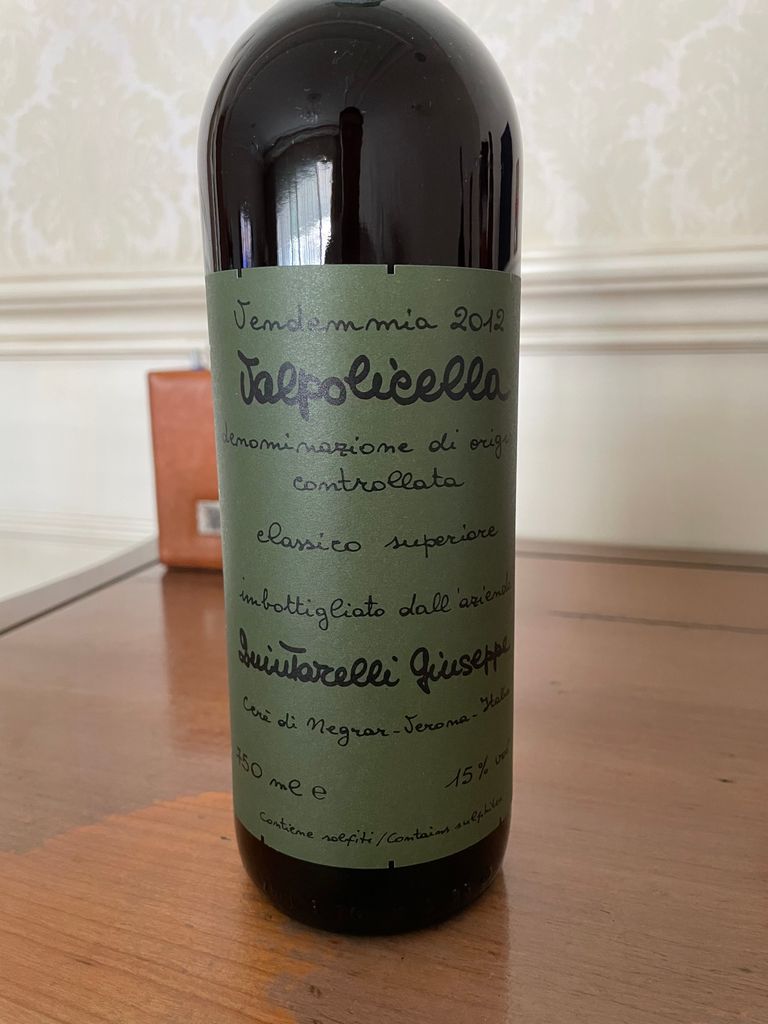 Vendemmia 2012
Valpolicella
denominazione di orig
controllata
classico superiore
imbottigliato dall'azienda
Quintarelli Giuseppe
Cerè di Negrar - Verona - Italia
750 ml e 15% vol
Contiene solfiti / Contains sulphites